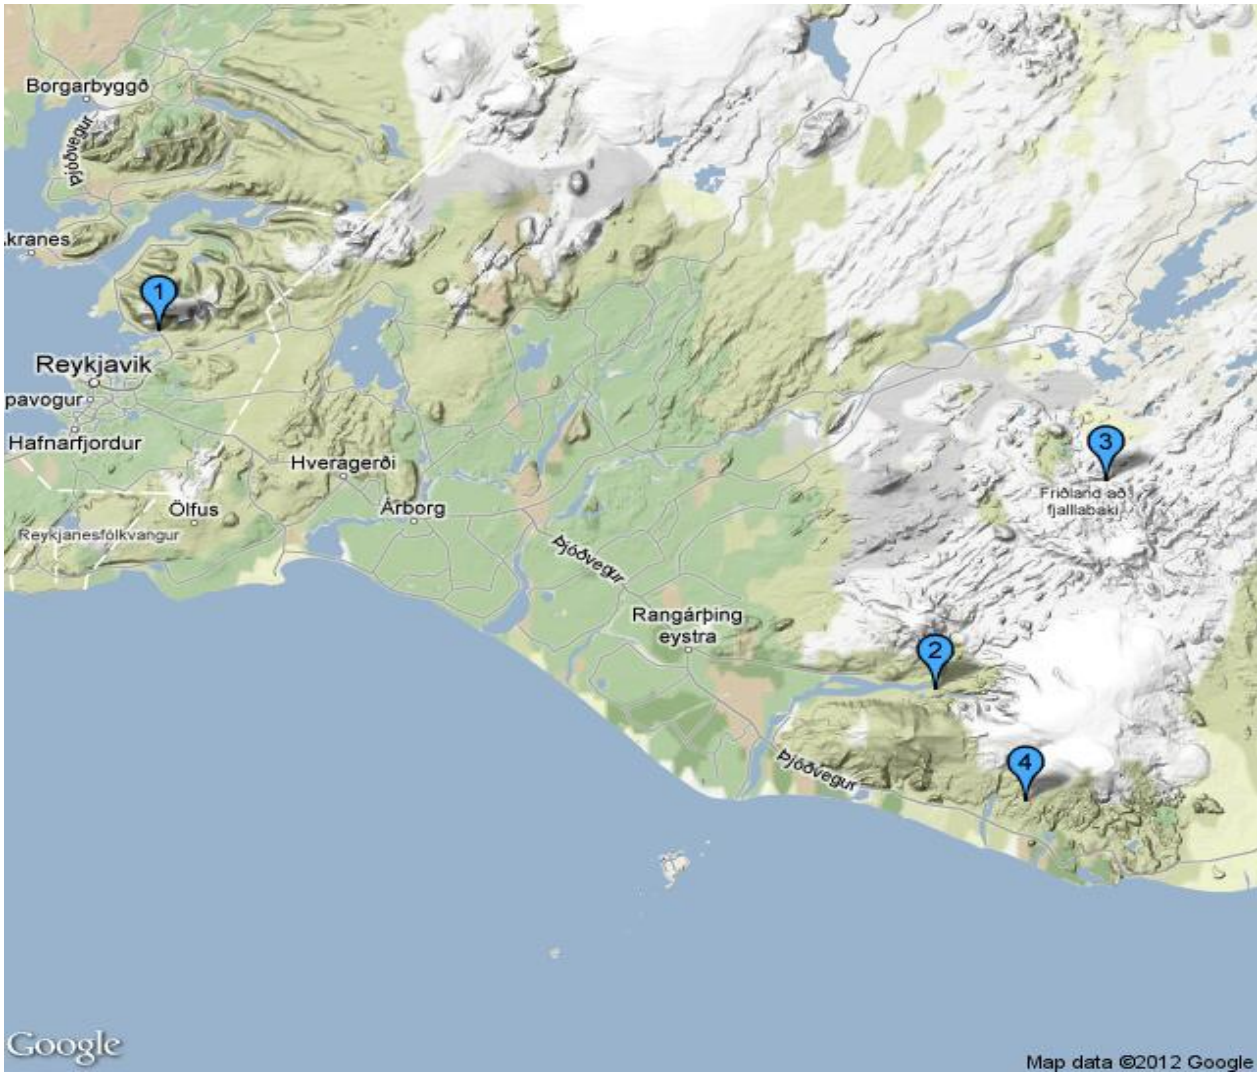 Borgarbyggð
Þjóðvegur
kranes
1
Reykjavik
pavogur
Hafnarfjordur
Hveragerði
Ölfus
Árborg
Reykjanesfólkvangur
3
Friðland að
fjalllabaki
Þjóðvegur
Rangárþing
eystra
2
4
Þjóðvegur
Google
Map data ©2012 Google